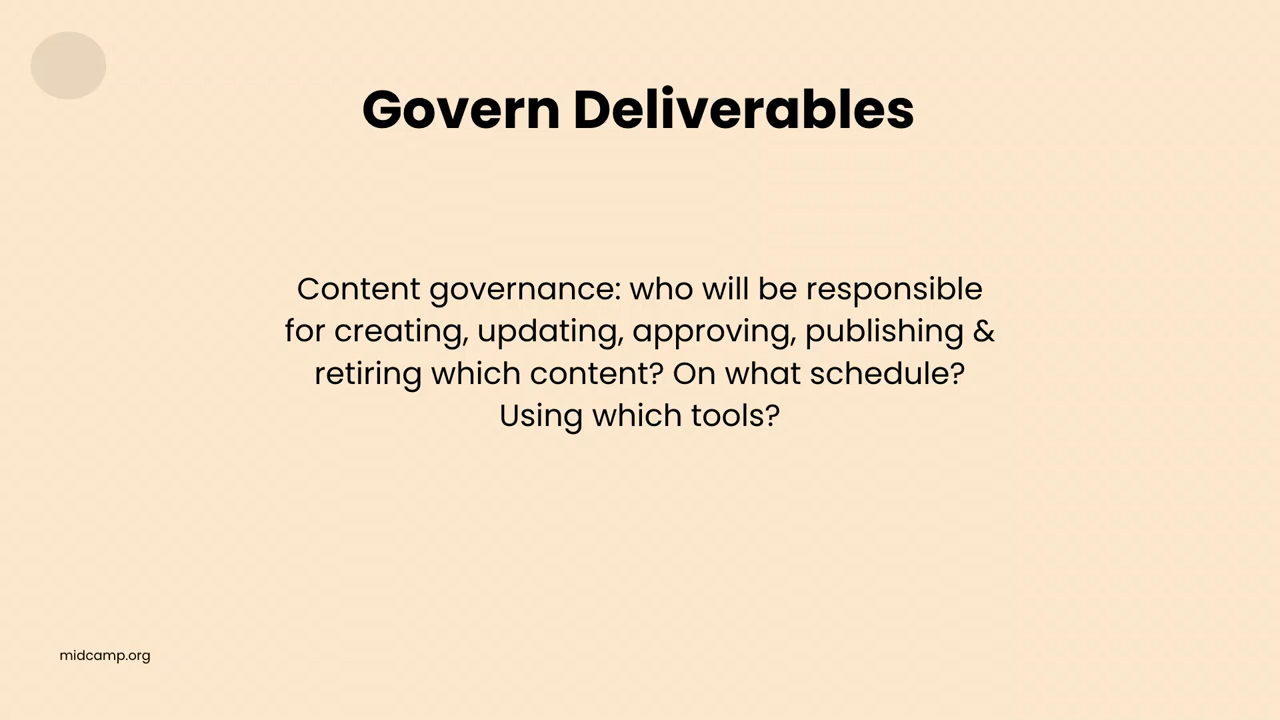 Govern Deliverables
Content governance: who will be responsible
for creating, updating, approving, publishing &
retiring which content? On what schedule?
Using which tools?
midcamp.org